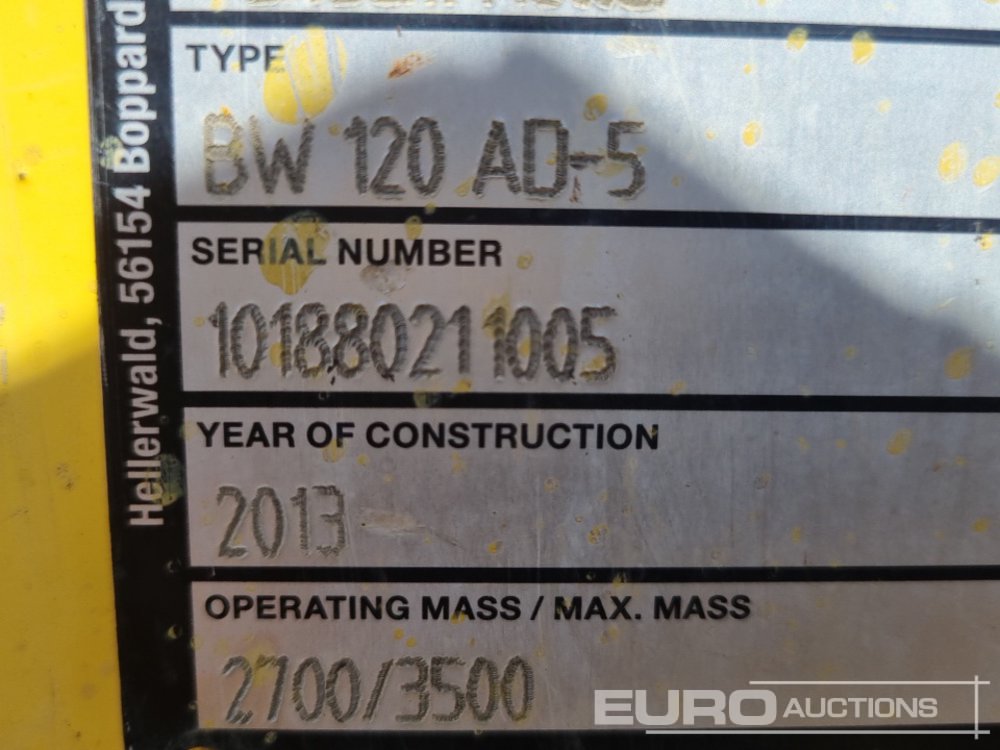 Hellerwald, 56154 Boppard
TYPE
BW 120 AD-5
SERIAL NUMBER
101880211005
YEAR OF CONSTRUCTION
2013
OPERATING MASS / MAX. MASS
2700/3500
EURO AUCTIONS